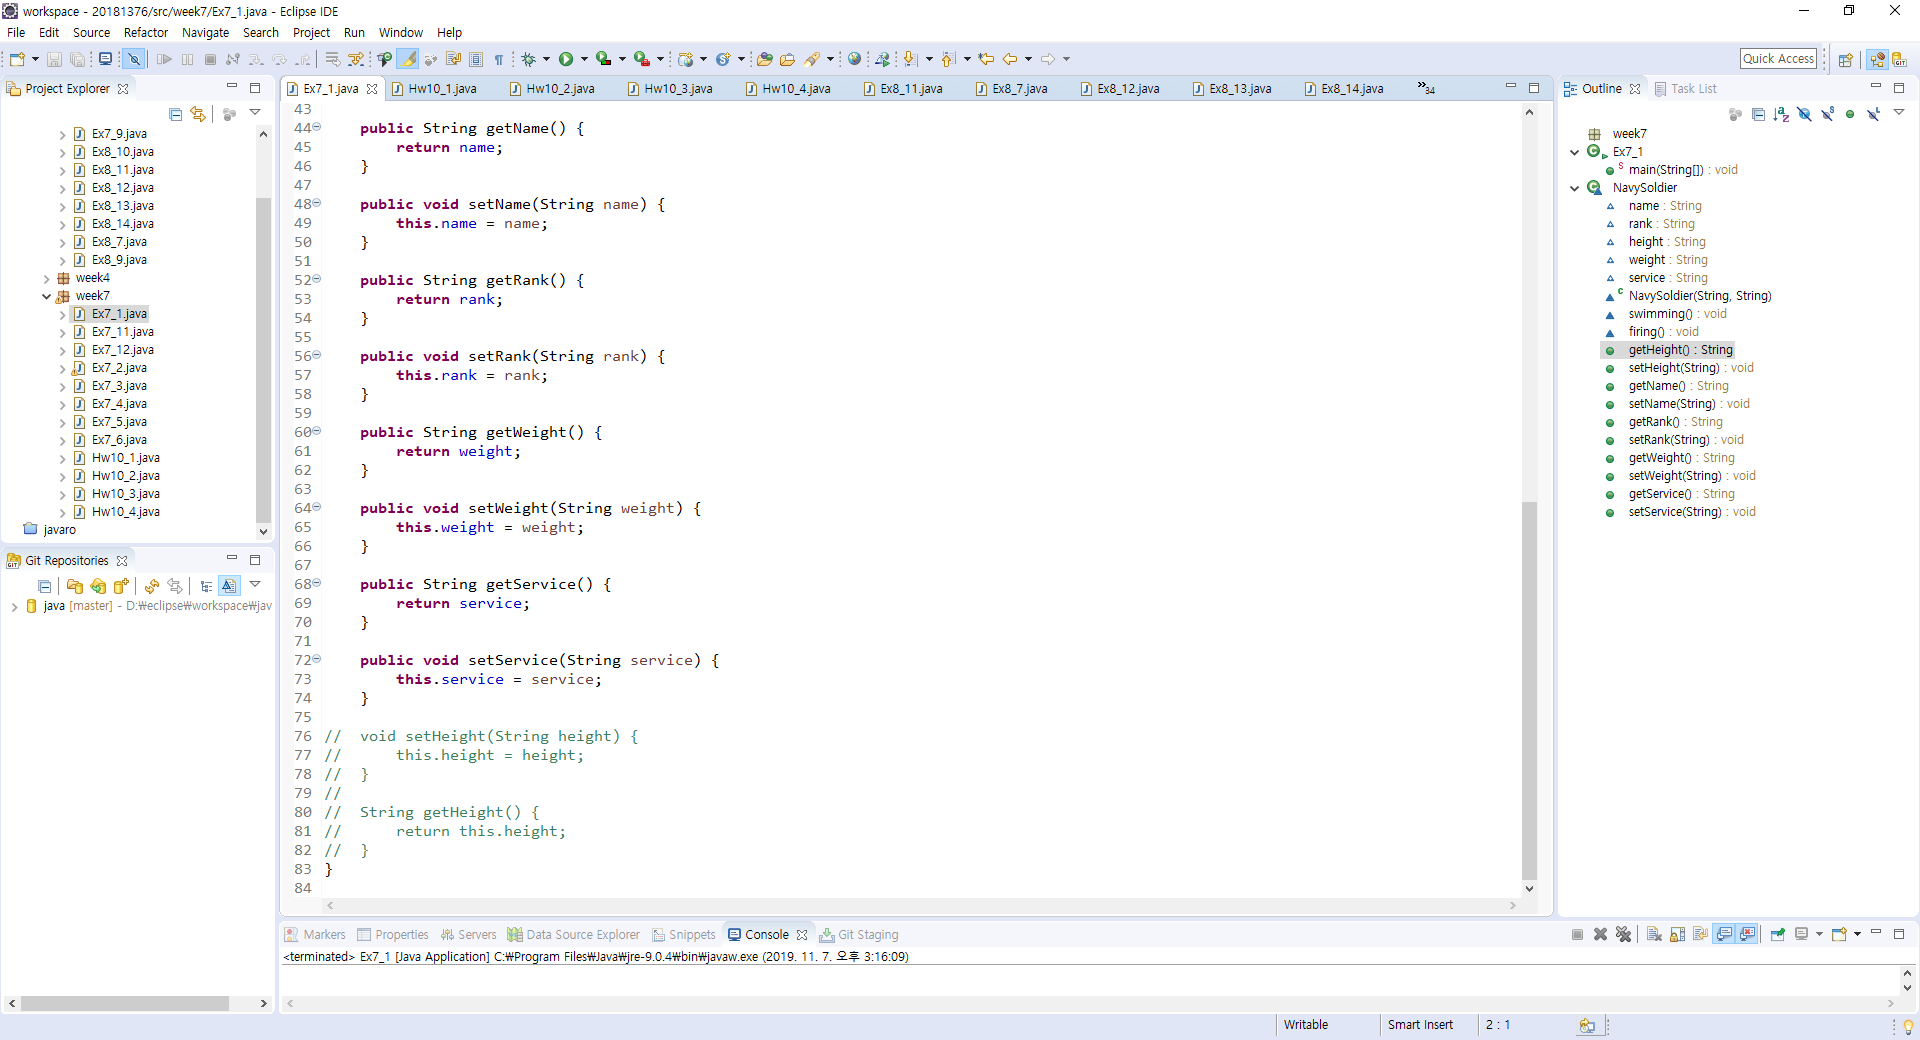 workspace - 20181376/src/week7/Ex7_1.java - Eclipse IDE
File Edit Source Refactor Navigate Search Project Run Window Help
Quick Access
Project Explorer
Ex7_9.java
Ex8_10.java
Ex8_11.java
Ex8_12.java
Ex8_13.java
Ex8_14.java
Ex8_7.java
Ex8_9.java
week4
week7
Ex7_1.java
Ex7_11.java
Ex7_12.java
Ex7_2.java
Ex7_3.java
Ex7_4.java
Ex7_5.java
Ex7_6.java
Hw10_1.java
Hw10_2.java
Hw10_3.java
Hw10_4.java
javaro
Git Repositories
java [master] - D:₩eclipse₩workspace₩jav
Ex7_1.java Hw10_1.java Hw10_2.java Hw10_3.java Hw10_4.java Ex8_11.java Ex8_7.java Ex8_12.java Ex8_13.java Ex8_14.java »34
43
44 public String getName() {
45 return name;
46 }
47
48 public void setName(String name) {
49 this.name = name;
50 }
51
52 public String getRank() {
53 return rank;
54 }
55
56 public void setRank(String rank) {
57 this.rank = rank;
58 }
59
60 public String getWeight() {
61 return weight;
62 }
63
64 public void setWeight(String weight) {
65 this.weight = weight;
66 }
67
68 public String getService() {
69 return service;
70 }
71
72 public void setService(String service) {
73 this.service = service;
74 }
75
76 // void setHeight(String height) {
77 // this.height = height;
78 // }
79 //
80 // String getHeight() {
81 // return this.height;
82 // }
83 }
84
Outline Task List
week7
Ex7_1
main(String[]) : void
NavySoldier
name : String
rank : String
height : String
weight : String
service : String
NavySoldier(String, String)
swimming() : void
firing() : void
getHeight() : String
setHeight(String) : void
getName() : String
setName(String) : void
getRank() : String
setRank(String) : void
getWeight() : String
setWeight(String) : void
getService() : String
setService(String) : void
Markers Properties Servers Data Source Explorer Snippets Console Git Staging
<terminated> Ex7_1 [Java Application] C:₩Program Files₩Java₩jre-9.0.4₩bin₩javaw.exe (2019. 11. 7. 오후 3:16:09)
Writable Smart Insert 2 : 1